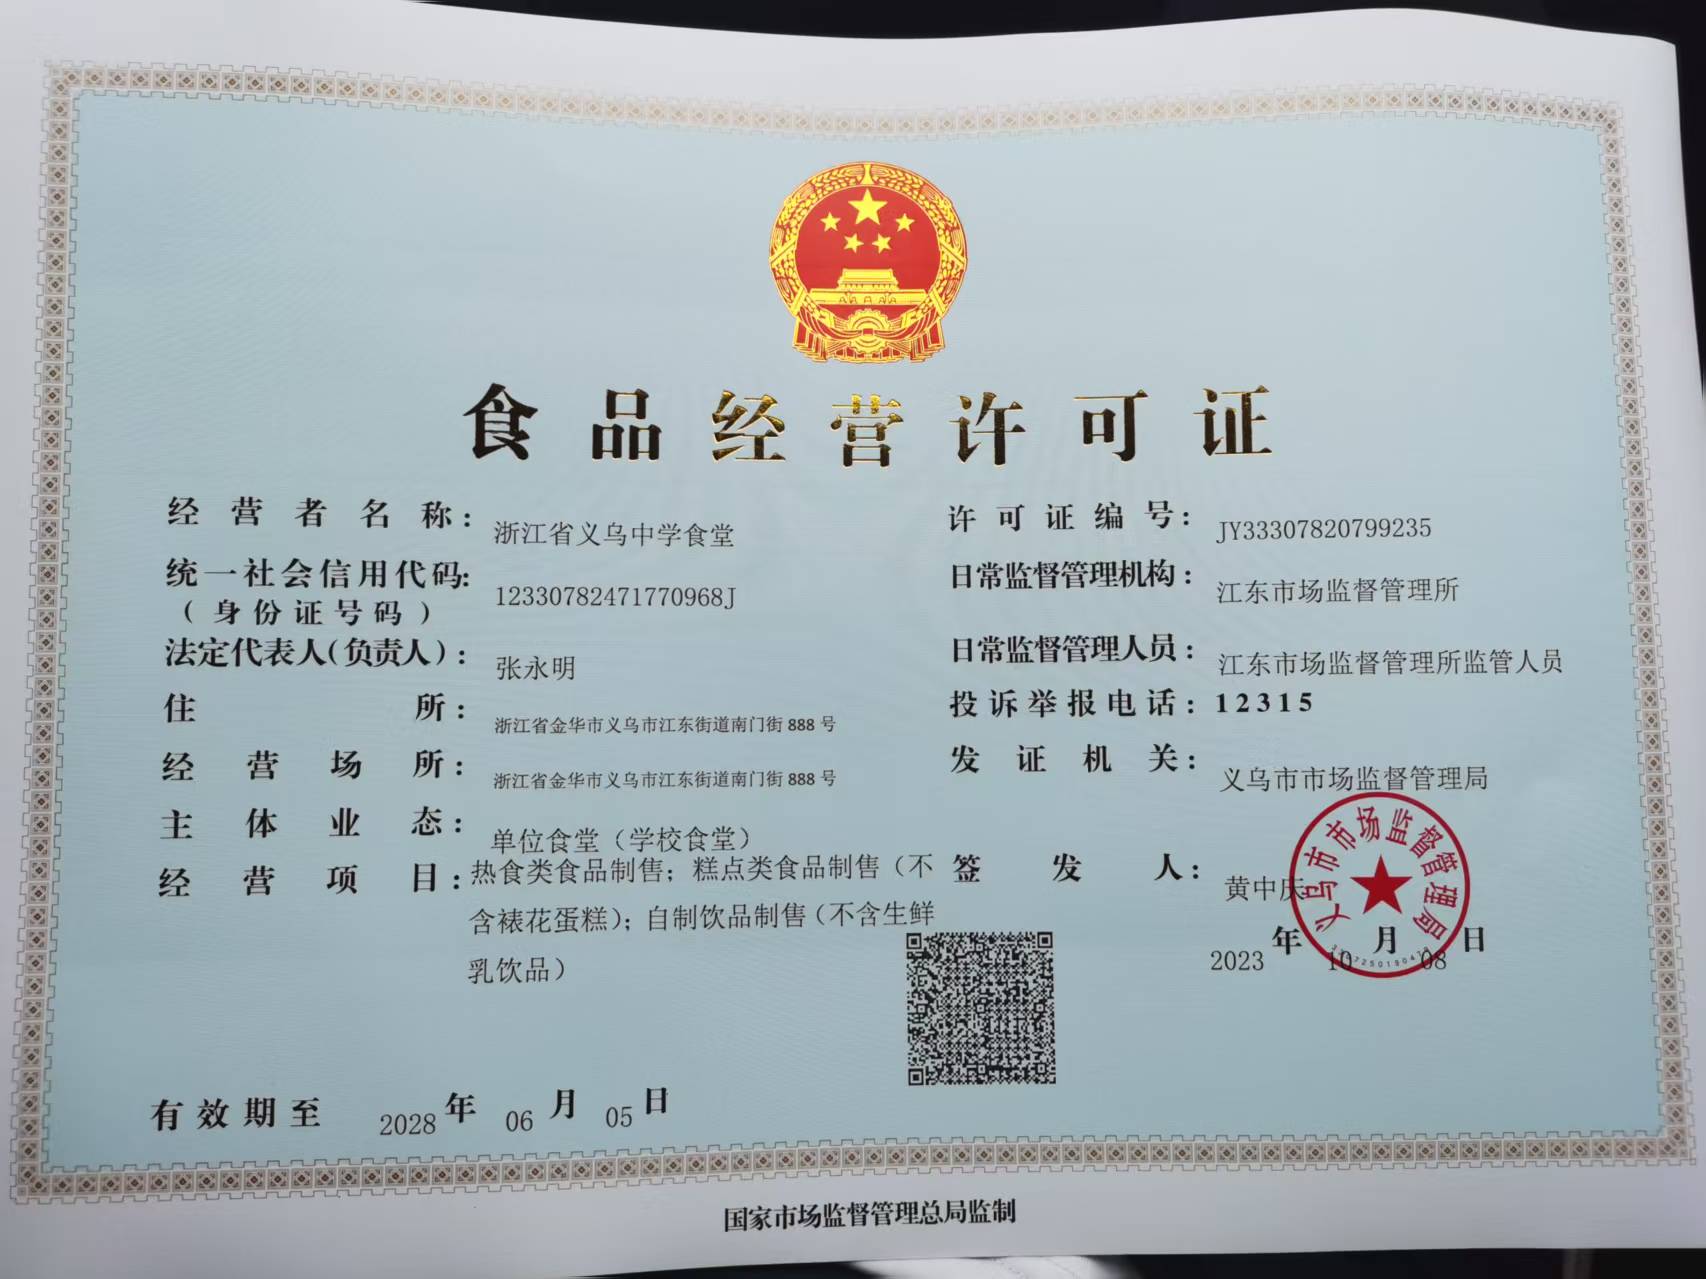 食品经营许可证
经营者名称：浙江省义乌中学食堂
统一社会信用代码：12330782471770968J
（身份证号码）
法定代表人(负责人)：张永明
住所：浙江省金华市义乌市江东街道南门街 888 号
经营场所：浙江省金华市义乌市江东街道南门街 888 号
主体业态：单位食堂（学校食堂）
经营项目：热食类食品制售；糕点类食品制售（不
含裱花蛋糕）；自制饮品制售（不含生鲜
乳饮品）
许可证编号：JY33307820799235
日常监督管理机构：江东市场监督管理所
日常监督管理人员：江东市场监督管理所监管人员
投诉举报电话：12315
发证机关：义乌市市场监督管理局
签发人：黄中庆
2023 年 10 月 08 日
义乌市市场监督管理局
有效期至 2028 年 06 月 05 日
国家市场监督管理总局监制